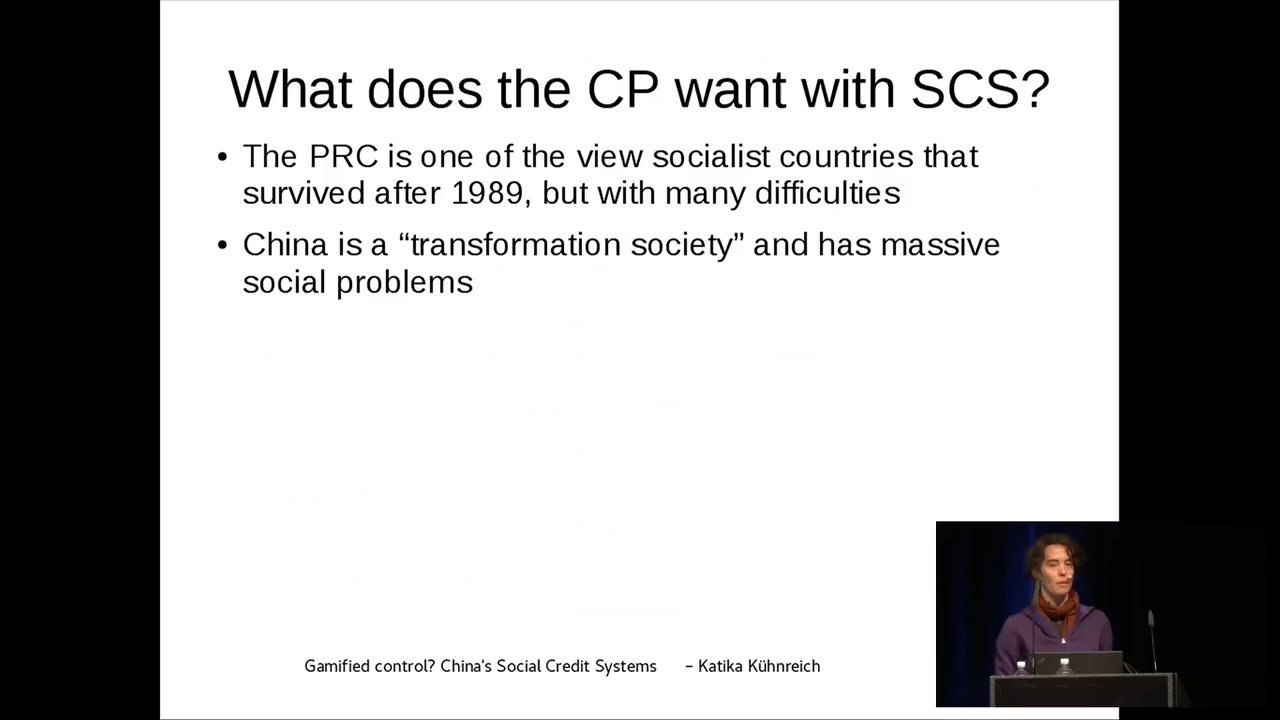 What does the CP want with SCS?
• The PRC is one of the view socialist countries that
survived after 1989, but with many difficulties
• China is a “transformation society” and has massive
social problems
Gamified control? China's Social Credit Systems – Katika Kühnreich